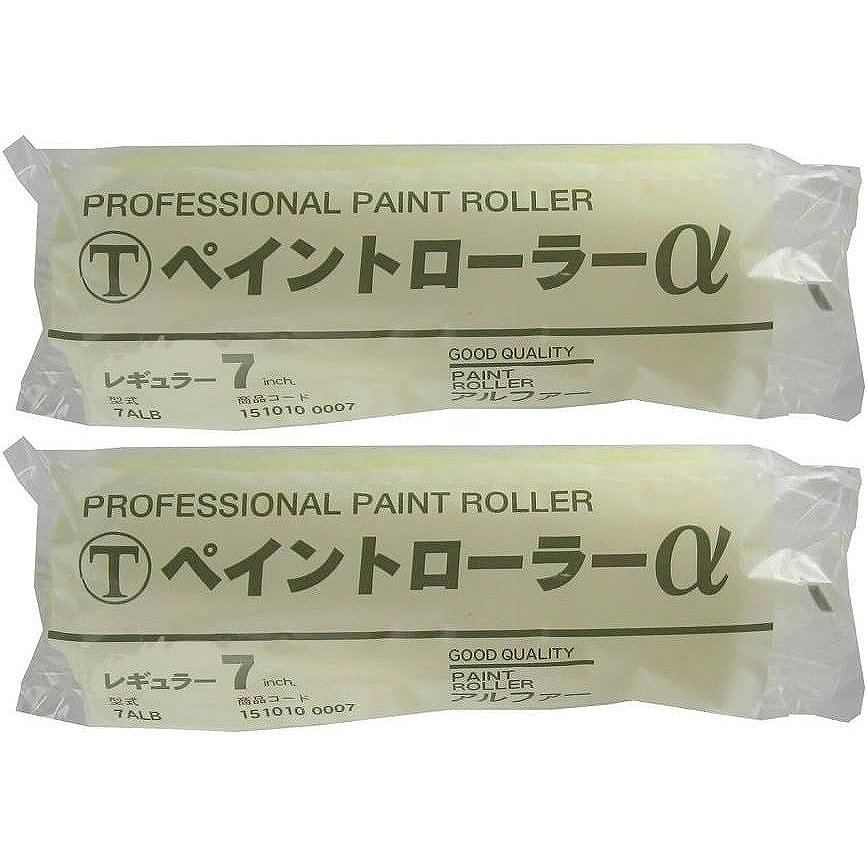 PROFESSIONAL PAINT ROLLER
Ⓣペイントローラーα
レギュラー 7 inch.
型式 商品コード
7ALB 151010 0007
GOOD QUALITY
PAINT
ROLLER
アルファー
PROFESSIONAL PAINT ROLLER
Ⓣペイントローラーα
レギュラー 7 inch.
型式 商品コード
7ALB 151010 0007
GOOD QUALITY
PAINT
ROLLER
アルファー